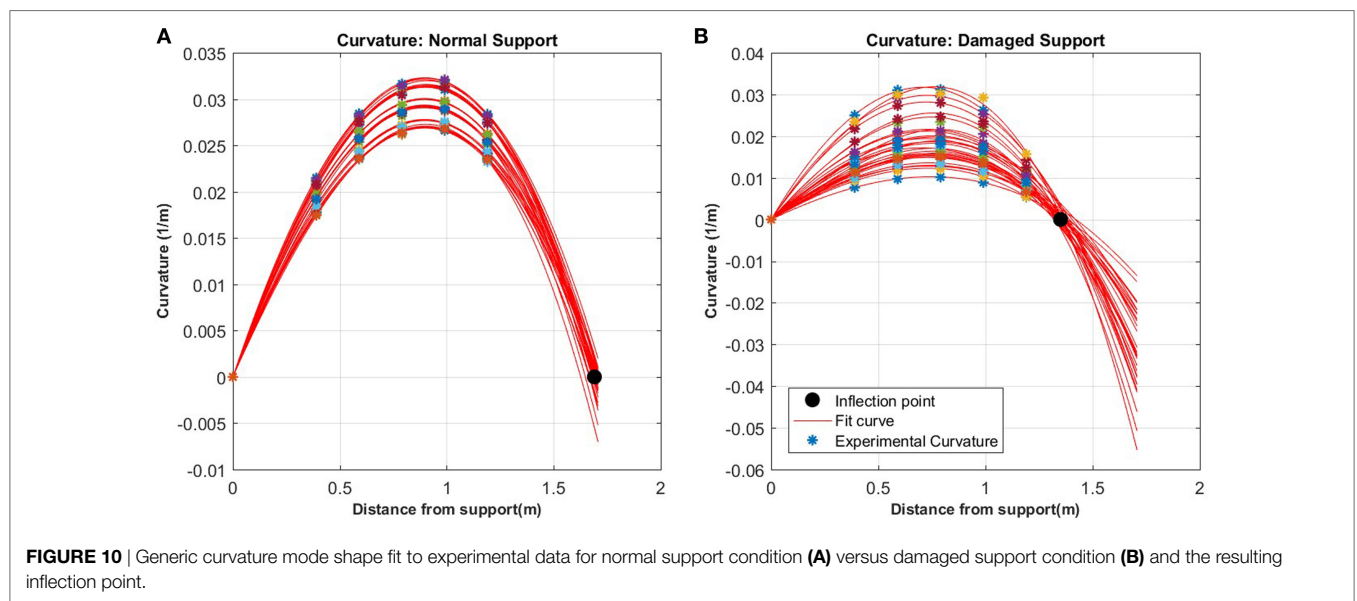 A
Curvature: Normal Support
0.035
0.03
0.025
0.02
0.015
0.01
0.005
0
-0.005
-0.01
Curvature (1/m)
0 0.5 1 1.5 2
Distance from support(m)
B
Curvature: Damaged Support
0.04
0.03
0.02
0.01
0
-0.01
-0.02
-0.03
-0.04
-0.05
-0.06
Curvature (1/m)
Inflection point
Fit curve
Experimental Curvature
0 0.5 1 1.5 2
Distance from support(m)
FIGURE 10 | Generic curvature mode shape fit to experimental data for normal support condition (A) versus damaged support condition (B) and the resulting
inflection point.